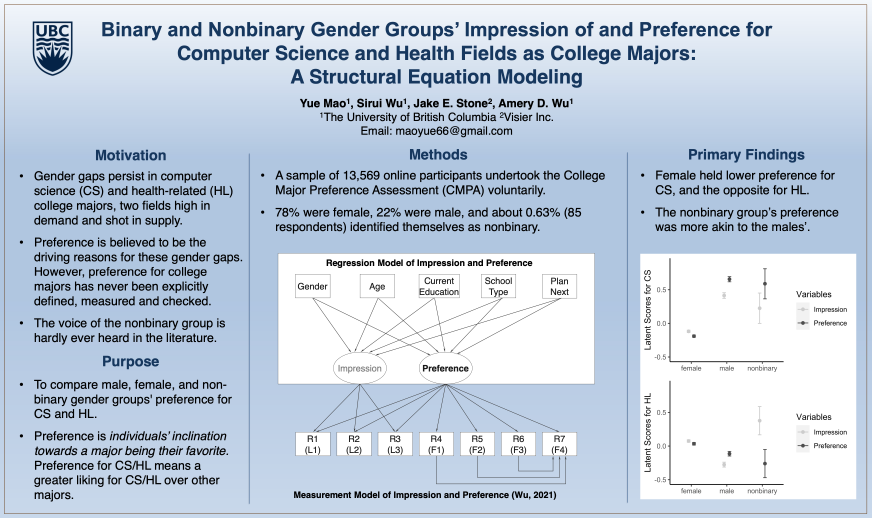 UBC
Binary and Nonbinary Gender Groups’ Impression of and Preference for
Computer Science and Health Fields as College Majors:
A Structural Equation Modeling
Yue Mao¹, Sirui Wu¹, Jake E. Stone², Amery D. Wu¹
¹The University of British Columbia ²Visier Inc.
Email: maoyue66@gmail.com
Motivation
• Gender gaps persist in computer
science (CS) and health-related (HL)
college majors, two fields high in
demand and shot in supply.
• Preference is believed to be the
driving reasons for these gender gaps.
However, preference for college
majors has never been explicitly
defined, measured and checked.
• The voice of the nonbinary group is
hardly ever heard in the literature.
Purpose
• To compare male, female, and non-
binary gender groups' preference for
CS and HL.
• Preference is individuals’ inclination
towards a major being their favorite.
Preference for CS/HL means a
greater liking for CS/HL over other
majors.
Methods
• A sample of 13,569 online participants undertook the College
Major Preference Assessment (CMPA) voluntarily.
• 78% were female, 22% were male, and about 0.63% (85
respondents) identified themselves as nonbinary.
Regression Model of Impression and Preference
Gender
Age
Current
Education
School
Type
Plan
Next
Impression
Preference
R1
(L1)
R2
(L2)
R3
(L3)
R4
(F1)
R5
(F2)
R6
(F3)
R7
(F4)
Measurement Model of Impression and Preference (Wu, 2021)
Primary Findings
• Female held lower preference for
CS, and the opposite for HL.
• The nonbinary group’s preference
was more akin to the males’.
Latent Scores for CS
0.5
0.0
-0.5
female
male
nonbinary
Variables
Impression
Preference
Latent Scores for HL
0.5
0.0
-0.5
female
male
nonbinary
Variables
Impression
Preference